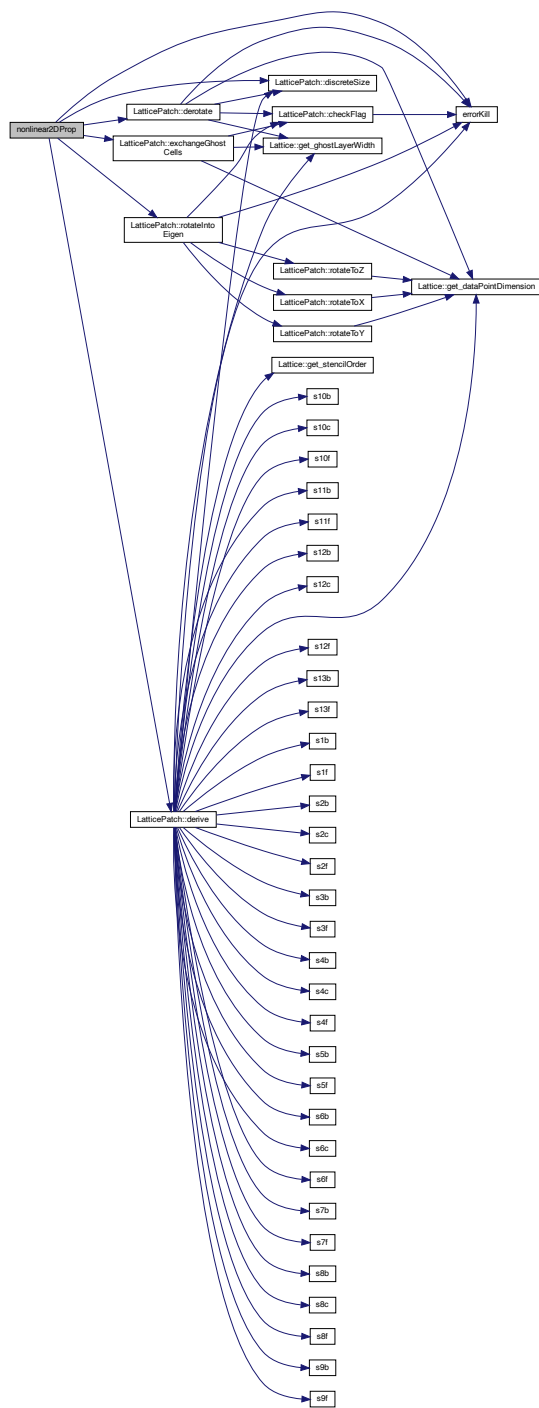 LatticePatch::discreteSize
LatticePatch::derotate
LatticePatch::checkFlag
errorKill
nonlinear2DProp
LatticePatch::exchangeGhost
Cells
Lattice::get_ghostLayerWidth
LatticePatch::rotateInto
Eigen
LatticePatch::rotateToZ
Lattice::get_dataPointDimension
LatticePatch::rotateToX
LatticePatch::rotateToY
Lattice::get_stencilOrder
s10b
s10c
s10f
s11b
s11f
s12b
s12c
s12f
s13b
s13f
s1b
s1f
s2b
LatticePatch::derive
s2c
s2f
s3b
s3f
s4b
s4c
s4f
s5b
s5f
s6b
s6c
s6f
s7b
s7f
s8b
s8c
s8f
s9b
s9f